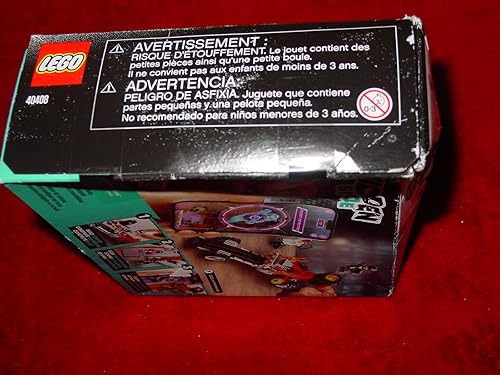 LEGO
40408
AVERTISSEMENT :
RISQUE D'ÉTOUFFEMENT. Le jouet contient des
petites pièces ainsi qu'une petite boule.
Il ne convient pas aux enfants de moins de 3 ans.
ADVERTENCIA:
PELIGRO DE ASFIXIA. Juguete que contiene
partes pequeñas y una pelota pequeña.
No recomendado para niños menores de 3 años.
0-3